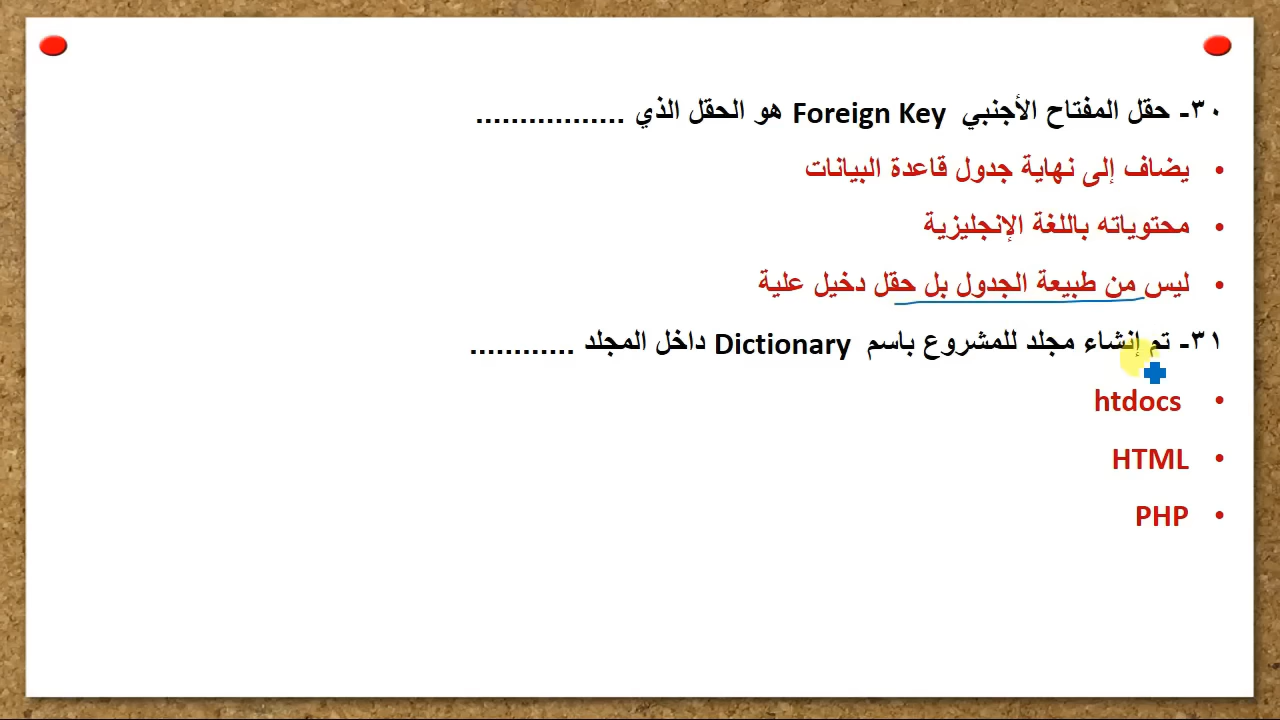 ٣٠- حقل المفتاح الأجنبي Foreign Key هو الحقل الذي .................
• يضاف إلى نهاية جدول قاعدة البيانات
• محتوياته باللغة الإنجليزية
• ليس من طبيعة الجدول بل حقل دخيل علية
٣١- تم إنشاء مجلد للمشروع باسم Dictionary داخل المجلد ............
• htdocs
• HTML
• PHP